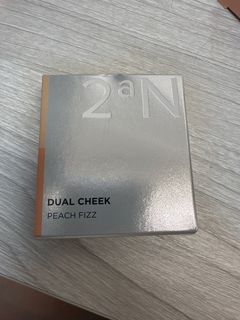 2aN
DUAL CHEEK
PEACH FIZZ